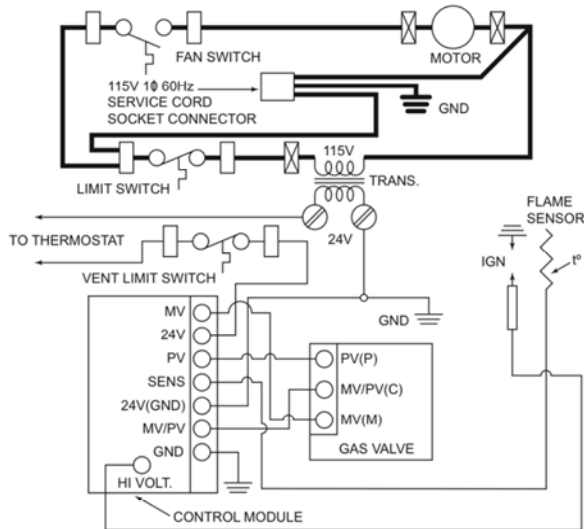 FAN SWITCH
MOTOR
115V 1ϕ 60Hz
SERVICE CORD
SOCKET CONNECTOR
GND
115V
LIMIT SWITCH
TRANS.
FLAME
SENSOR
TO THERMOSTAT
24V
IGN
t°
VENT LIMIT SWITCH
GND
MV
24V
PV
SENS
24V(GND)
MV/PV
GND
HI VOLT.
PV(P)
MV/PV(C)
MV(M)
GAS VALVE
CONTROL MODULE